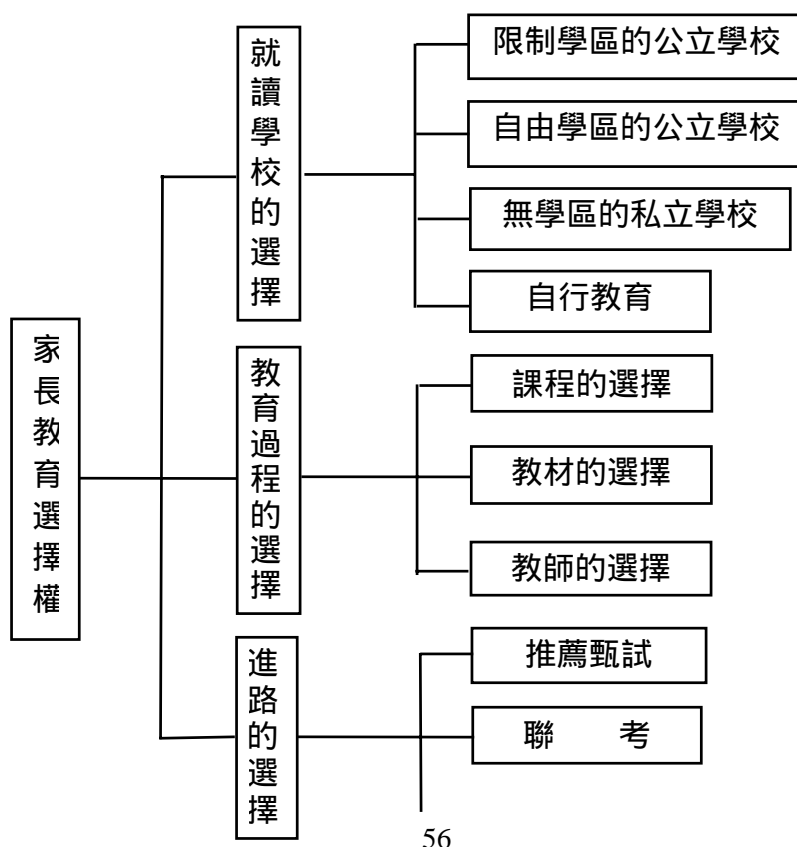 家長教育選擇權
就讀學校的選擇
限制學區的公立學校
自由學區的公立學校
無學區的私立學校
自行教育
教育過程的選擇
課程的選擇
教材的選擇
教師的選擇
進路的選擇
推薦甄試
聯 考
56